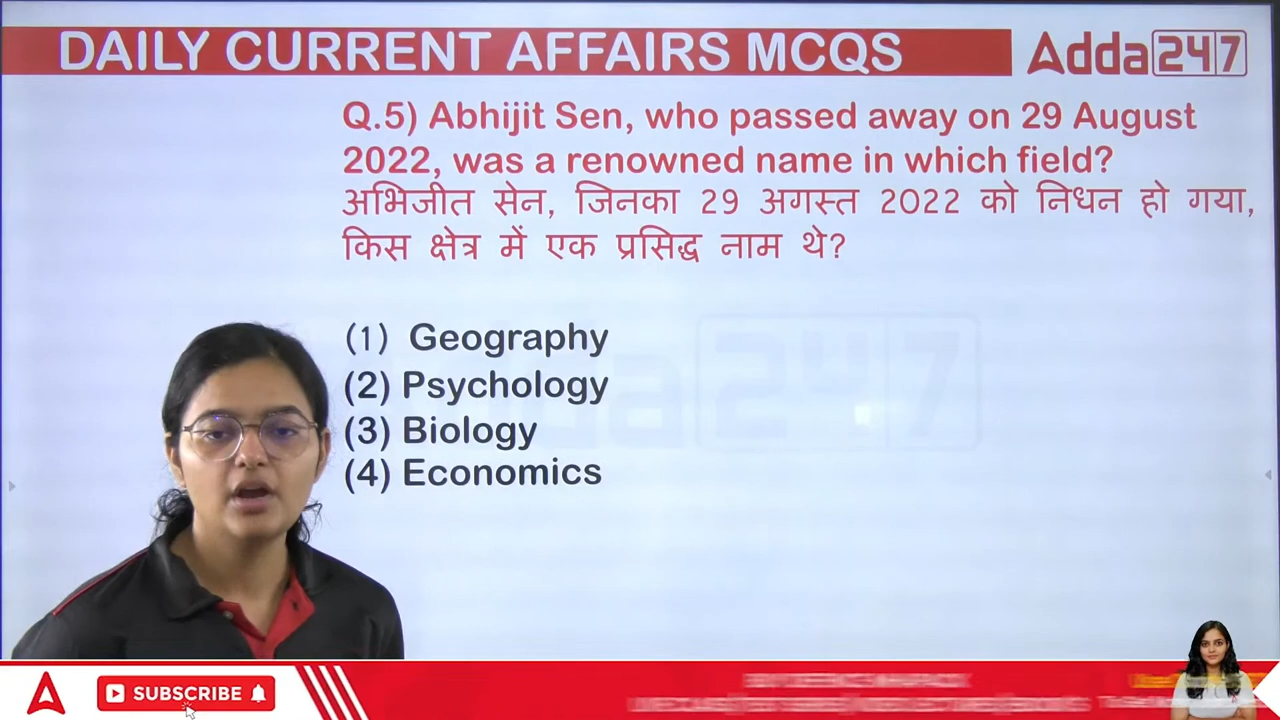 DAILY CURRENT AFFAIRS MCQS
Adda247
Q.5) Abhijit Sen, who passed away on 29 August
2022, was a renowned name in which field?
अभिजीत सेन, जिनका 29 अगस्त 2022 को निधन हो गया,
किस क्षेत्र में एक प्रसिद्ध नाम थे?
(1) Geography
(2) Psychology
(3) Biology
(4) Economics
SUBSCRIBE